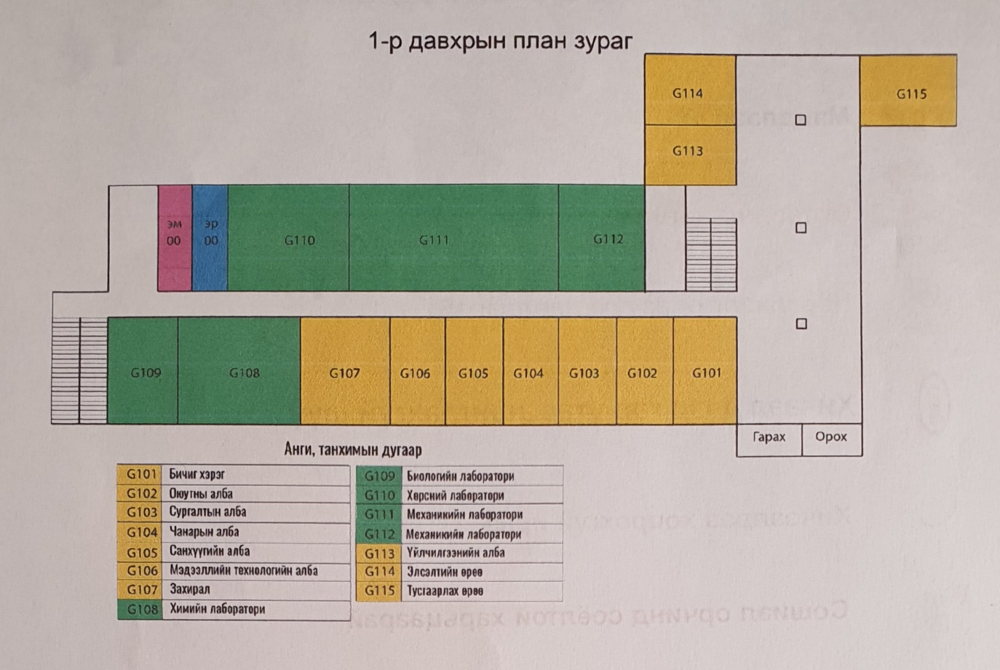 1-р давхрын план зураг
G114
G115
G113
эм
00
эр
00
G110
G111
G112
G109
G108
G107
G106
G105
G104
G103
G102
G101
Гарах
Орох
Анги, танхимын дугаар
G101 Бичиг хэрэг
G102 Оюутны алба
G103 Сургалтын алба
G104 Чанарын алба
G105 Санхүүгийн алба
G106 Мэдээллийн технологийн алба
G107 Захирал
G108 Химийн лаборатори
G109 Биологийн лаборатори
G110 Хөрсний лаборатори
G111 Механикийн лаборатори
G112 Механикийн лаборатори
G113 Үйлчилгээнийн алба
G114 Элсэлтийн өрөө
G115 Тусгаарлах өрөө